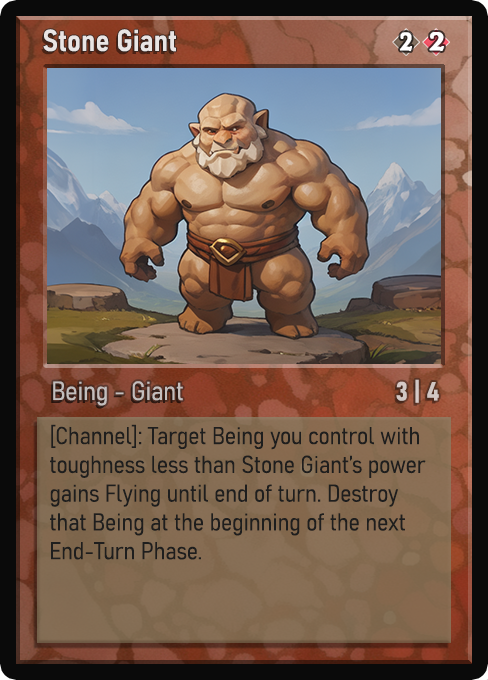 Stone Giant 2 2
Being - Giant 3 | 4
[Channel]: Target Being you control with
toughness less than Stone Giant's power
gains Flying until end of turn. Destroy
that Being at the beginning of the next
End-Turn Phase.